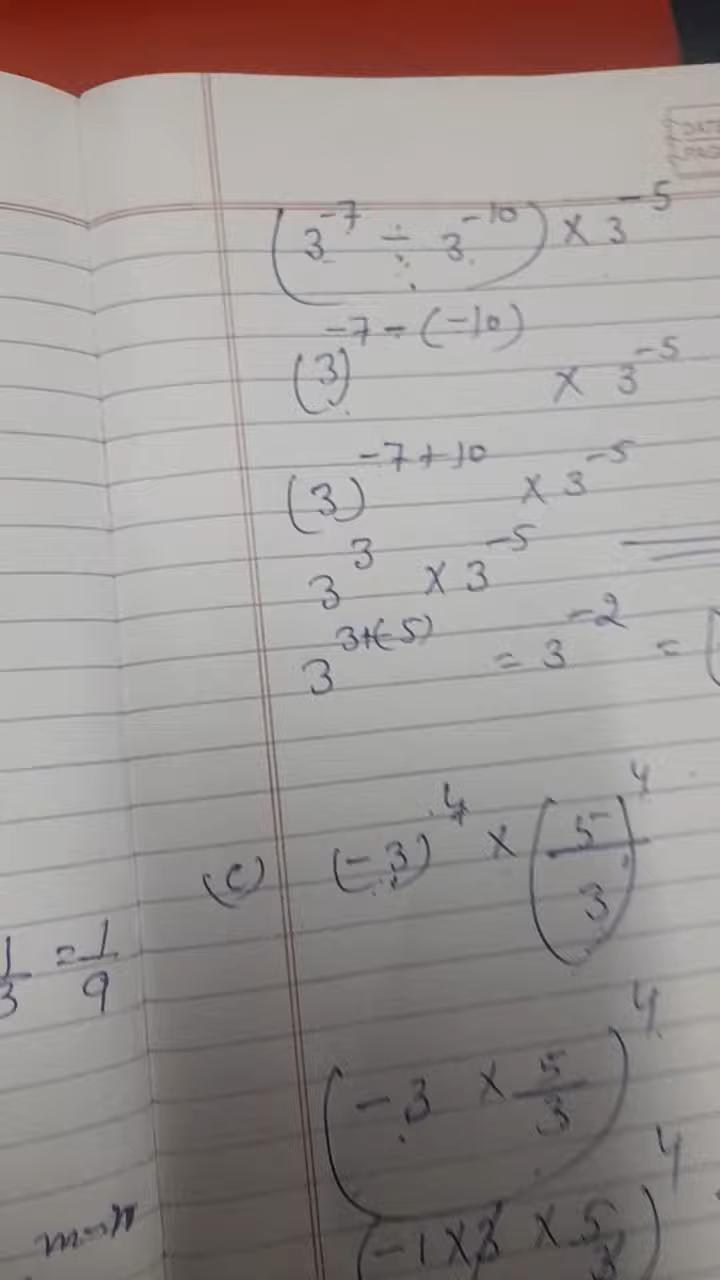 DATE
PAG
(3^-7 ÷ 3^-10) × 3^-5
(3)^-7-(-10) × 3^-5
(3)^-7+10 × 3^-5
3^3 × 3^-5
3^3+(-5) = 3^-2 =
(c) (-3)^4 × (5/3)^4
1/3 = 1/9
(-3 × 5/3)^4
m-n
(-1×3 × 5/3)^4